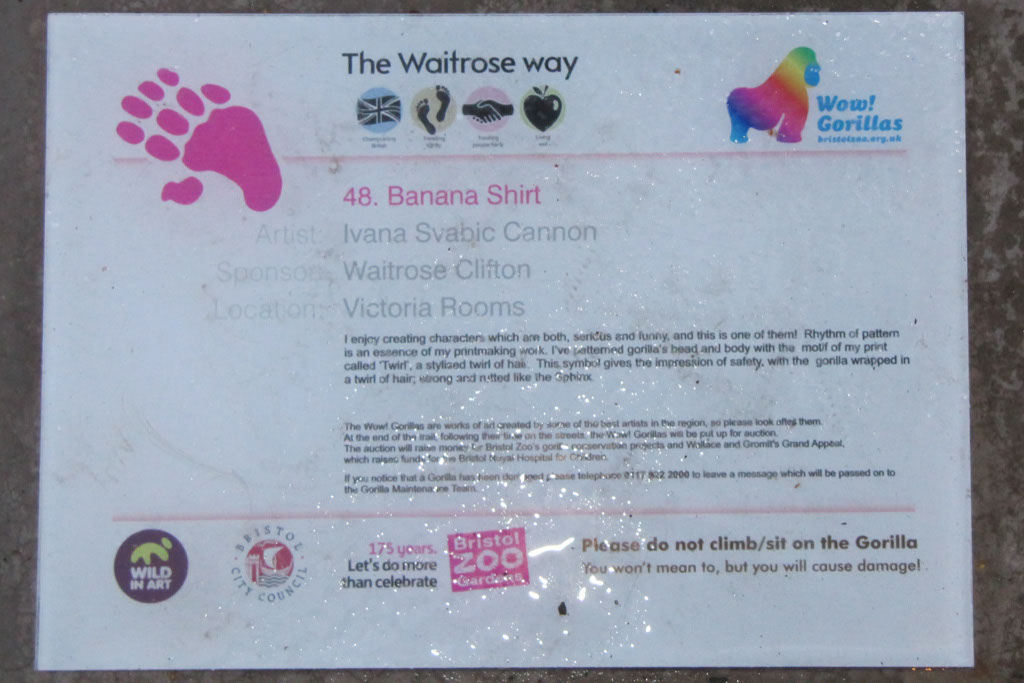 The Waitrose way
Championing
British
Treading
lightly
Treating
people fairly
Living
well
Wow!
Gorillas
bristolzoo.org.uk
48. Banana Shirt
Artist: Ivana Svabic Cannon
Sponsor: Waitrose Clifton
Location: Victoria Rooms
I enjoy creating characters which are both, serious and funny, and this is one of them! Rhythm of pattern
is an essence of my printmaking work. I've patterned gorilla's head and body with the motif of my print
called 'Twirl', a stylized twirl of hair. This symbol gives the impression of safety, with the gorilla wrapped in
a twirl of hair; strong and rutted like the Sphinx.
The Wow! Gorillas are works of art created by some of the best artists in the region, so please look after them.
At the end of the trail, following their time on the streets, the Wow! Gorillas will be put up for auction.
The auction will raise money for Bristol Zoo's gorilla conservation projects and Wallace and Gromit's Grand Appeal,
which raises funds for the Bristol Royal Hospital for Children.
If you notice that a Gorilla has been damaged please telephone 0117 922 2000 to leave a message which will be passed on to
the Gorilla Maintenance Team.
WILD
IN ART
BRISTOL
CITY COUNCIL
175 years.
Let's do more
than celebrate
Bristol
ZOO
Gardens
Please do not climb/sit on the Gorilla
You won't mean to, but you will cause damage!